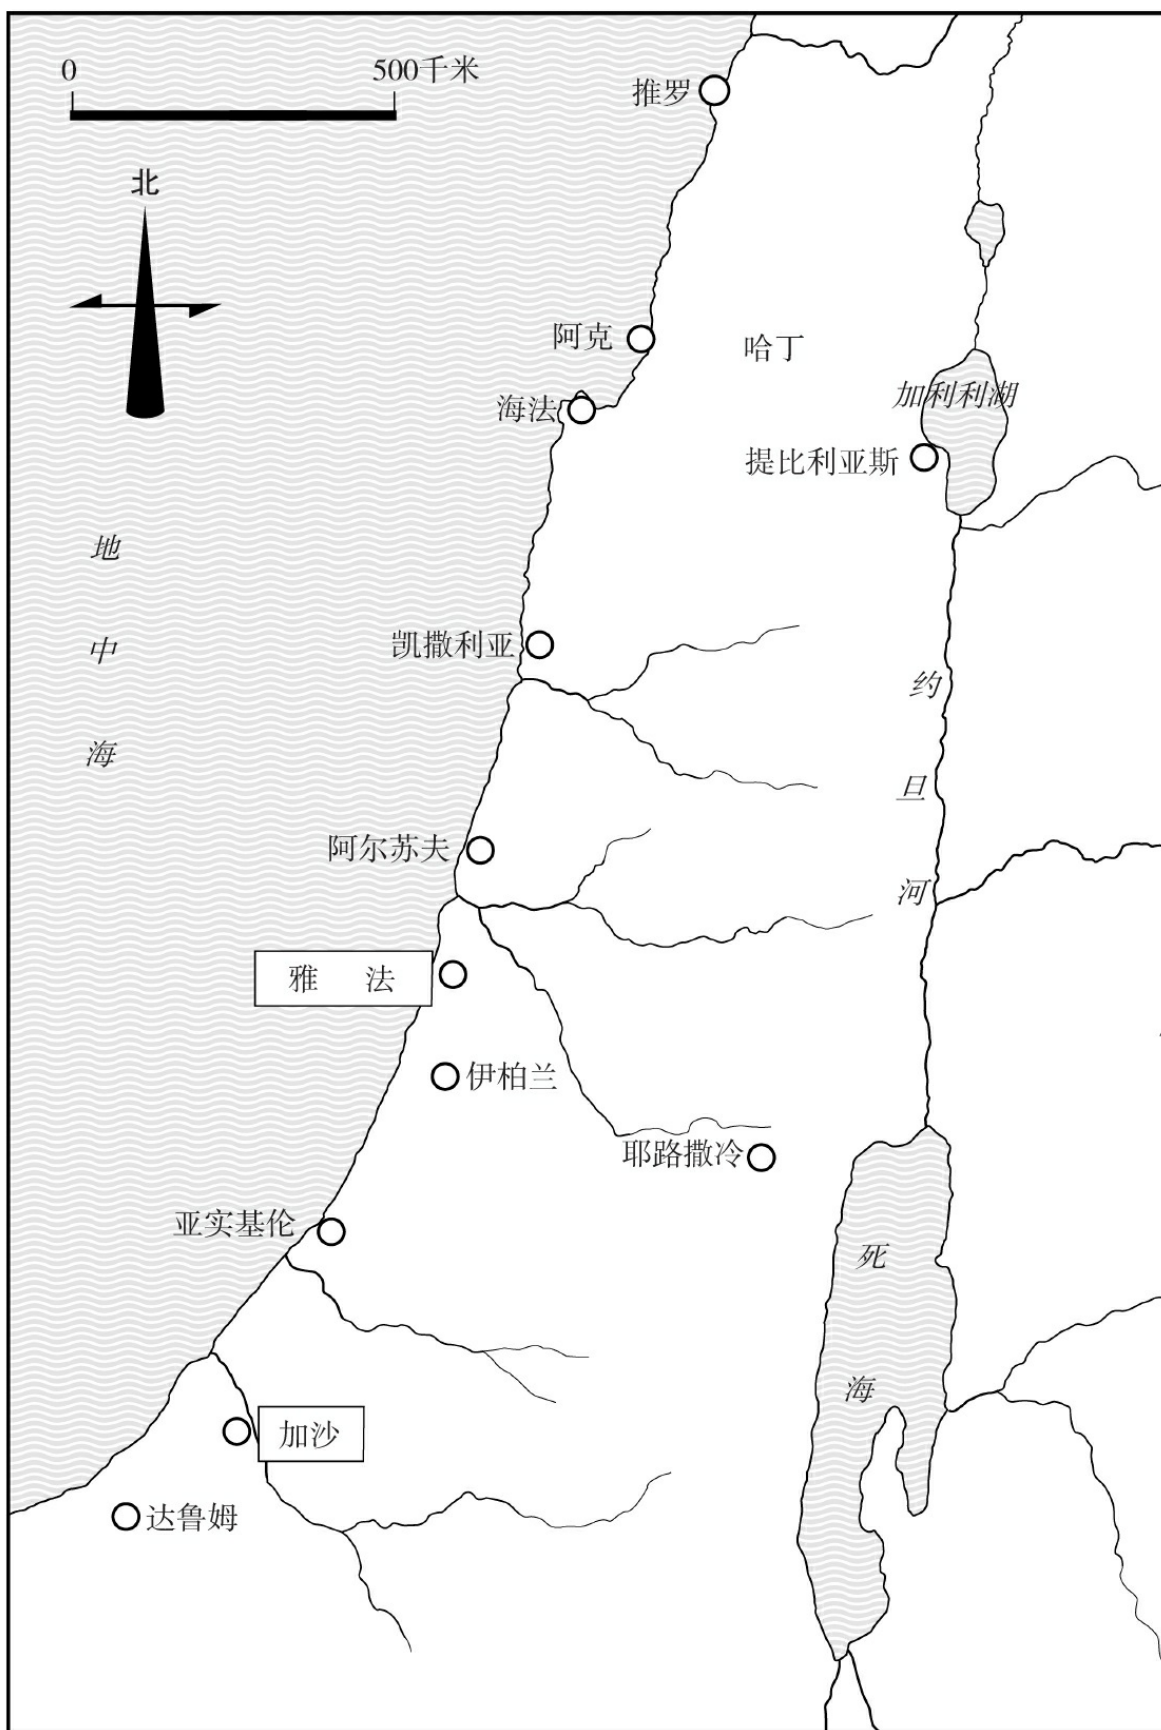 0 500千米
推罗
北
阿克
哈丁
海法
加利利湖
提比利亚斯
地中海
凯撒利亚
约旦河
阿尔苏夫
雅 法
伊柏兰
耶路撒冷
亚实基伦
死海
加沙
达鲁姆